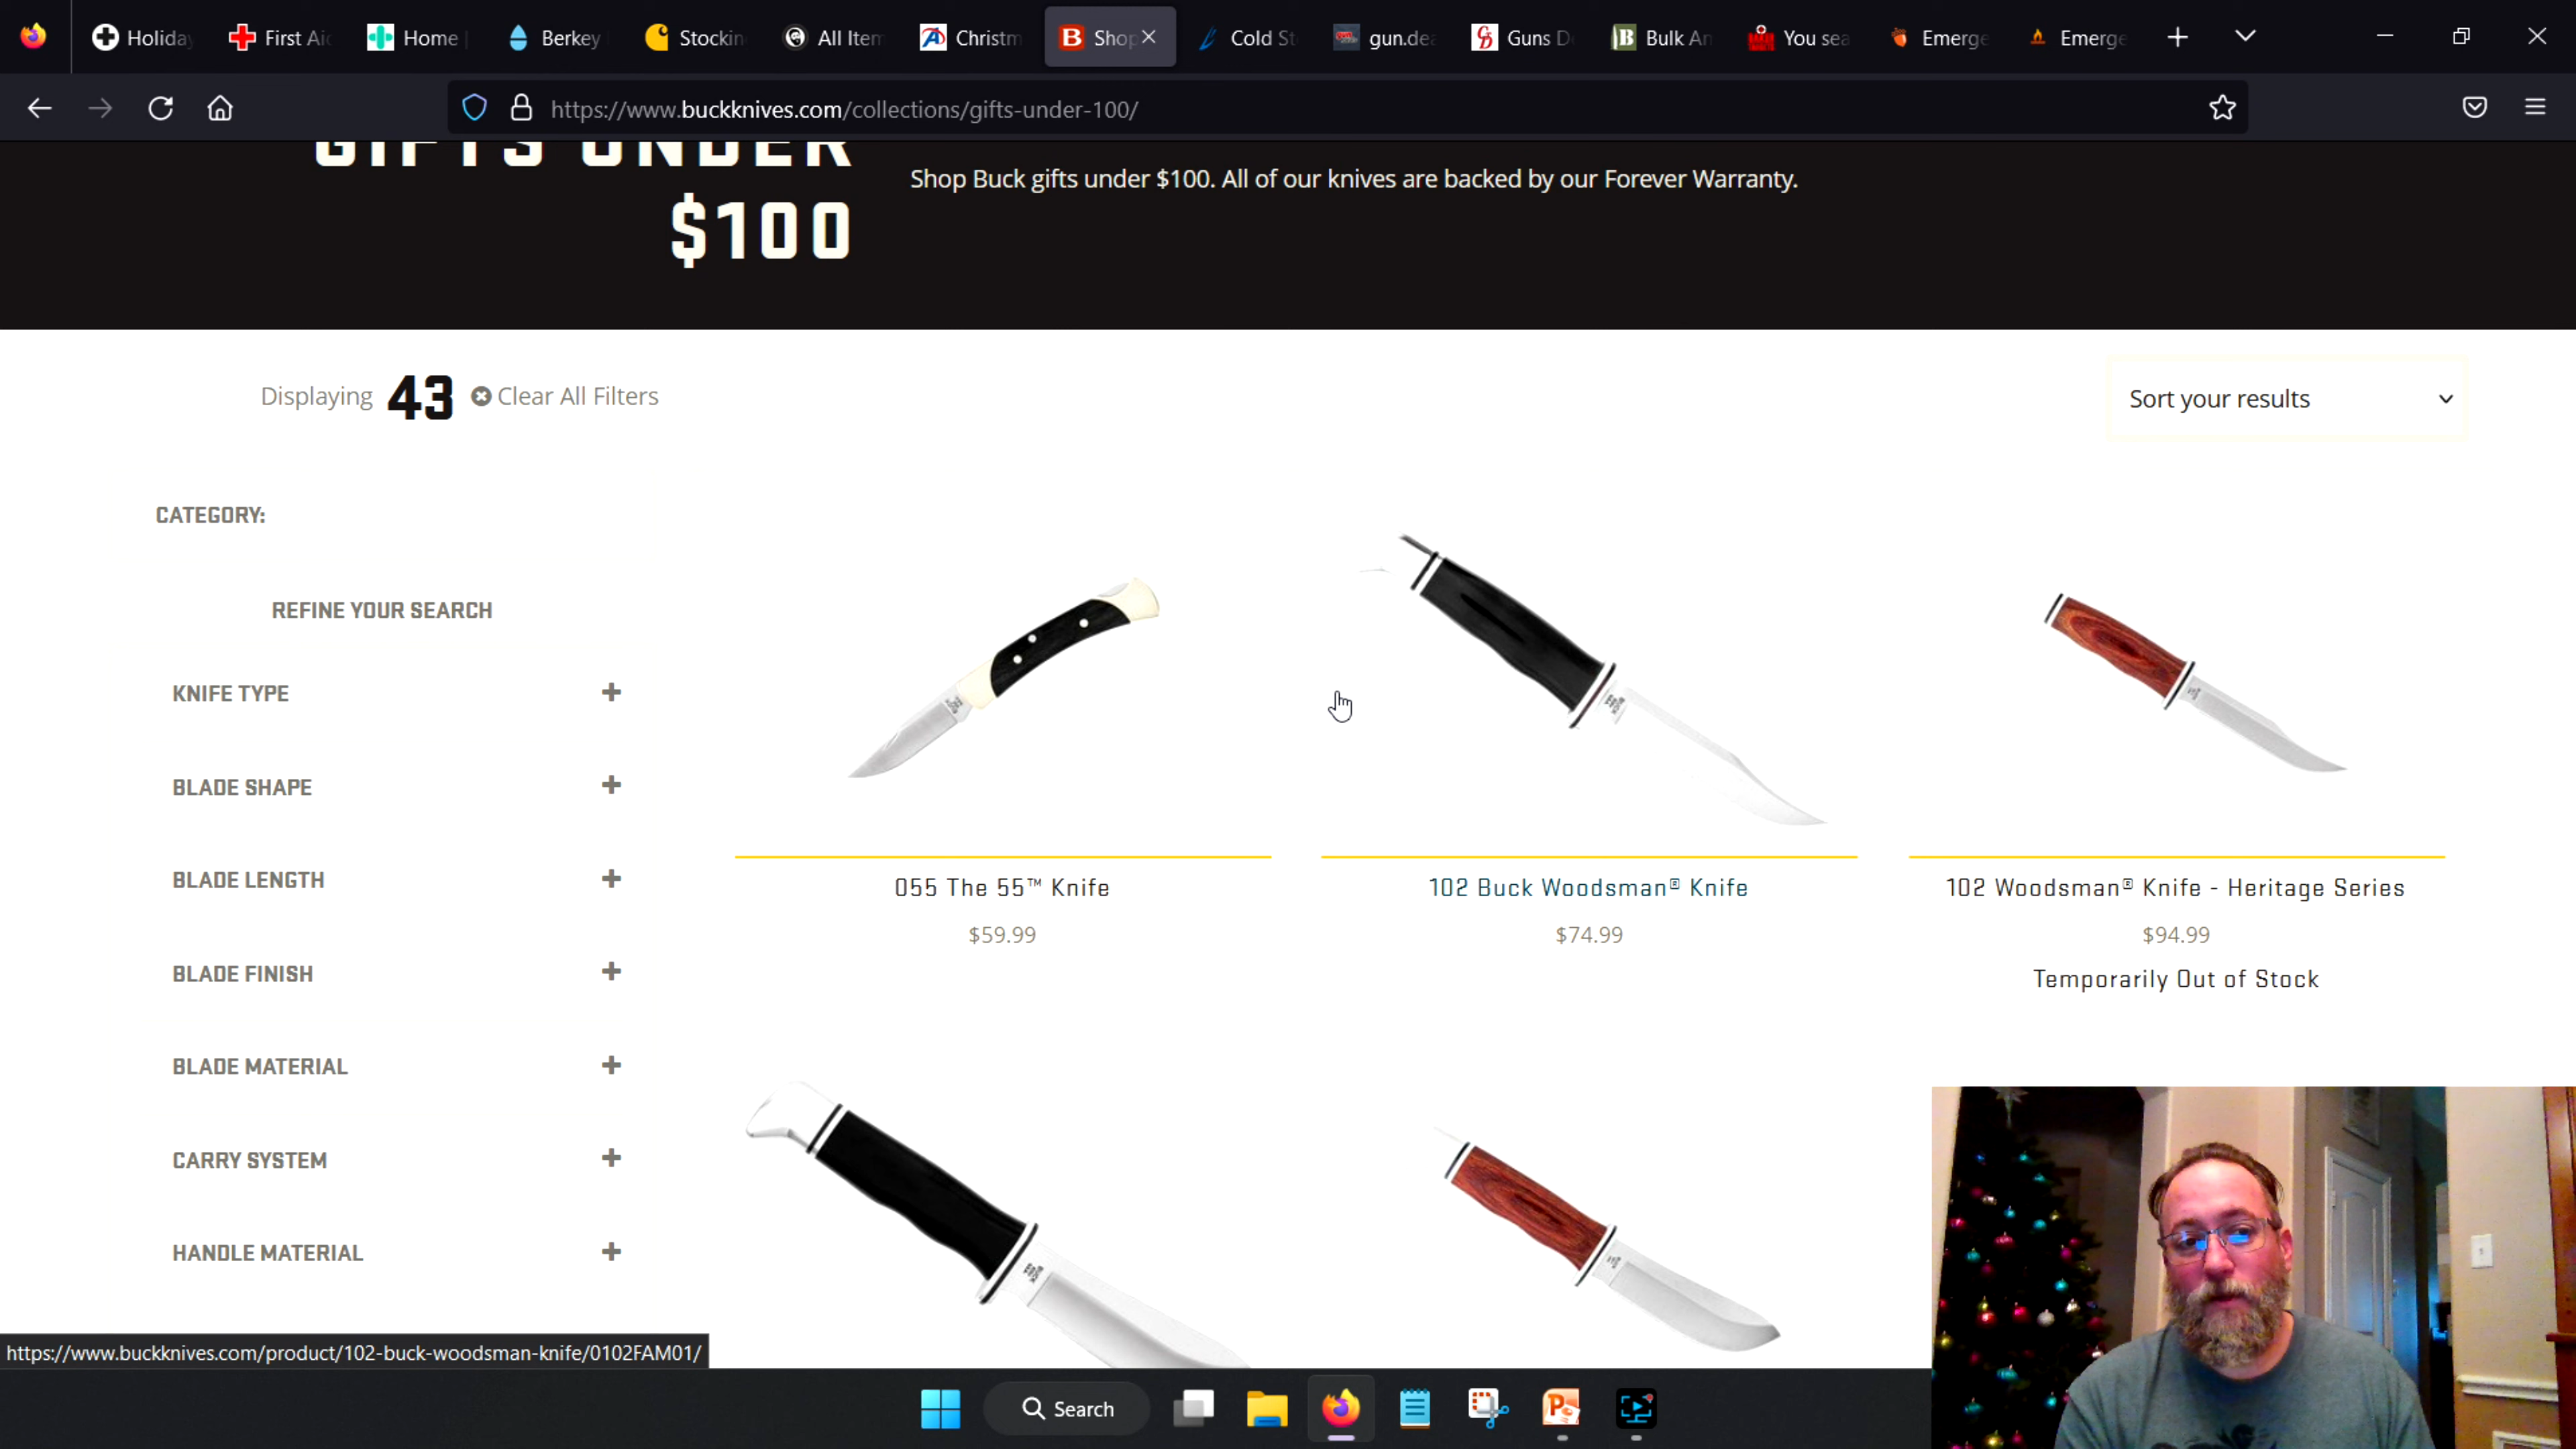 Holiday
First Aid
Home
Berkey
Stockin
All Item
Christm
B Shop
Cold St
gun.dea
Guns D
Bulk An
You sea
Emerge
Emerge
https://www.buckknives.com/collections/gifts-under-100/
GIFTS UNDER
$100
Shop Buck gifts under $100. All of our knives are backed by our Forever Warranty.
Displaying 43 Clear All Filters
Sort your results
CATEGORY:
REFINE YOUR SEARCH
KNIFE TYPE
BLADE SHAPE
BLADE LENGTH
BLADE FINISH
BLADE MATERIAL
CARRY SYSTEM
HANDLE MATERIAL
055 The 55™ Knife
$59.99
102 Buck Woodsman® Knife
$74.99
102 Woodsman® Knife - Heritage Series
$94.99
Temporarily Out of Stock
https://www.buckknives.com/product/102-buck-woodsman-knife/0102FAM01/
Search